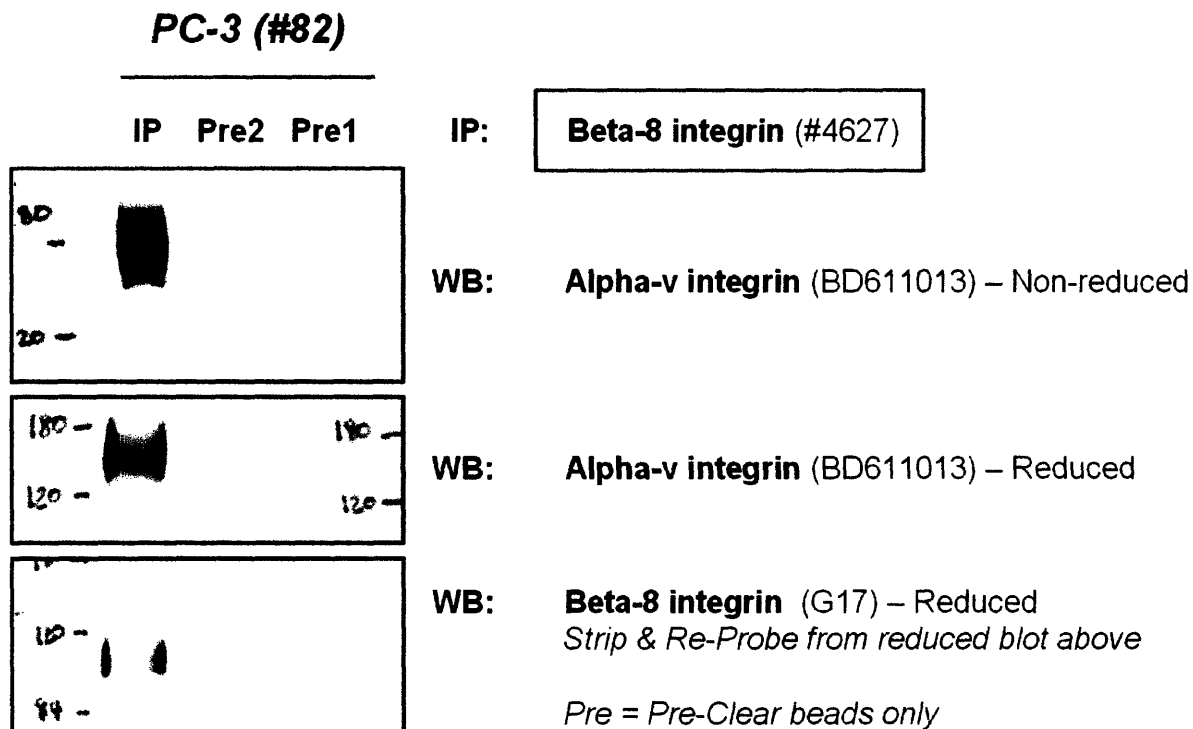 PC-3 (#82)
IP Pre2 Pre1
IP: Beta-8 integrin (#4627)
80
20
WB: Alpha-v integrin (BD611013) – Non-reduced
180 180
120 120
WB: Alpha-v integrin (BD611013) – Reduced
84
WB: Beta-8 integrin (G17) – Reduced
Strip & Re-Probe from reduced blot above
Pre = Pre-Clear beads only